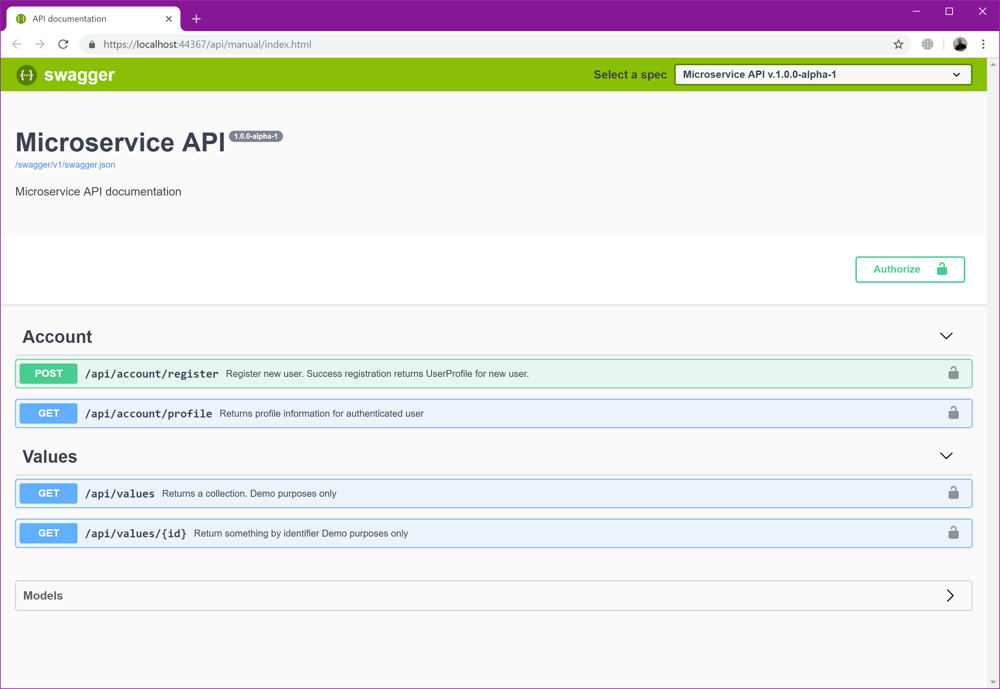 API documentation
https://localhost:44367/api/manual/index.html
{···} swagger
Select a spec
Microservice API v.1.0.0-alpha-1
Microservice API 1.0.0-alpha-1
/swagger/v1/swagger.json
Microservice API documentation
Authorize
Account
POST /api/account/register Register new user. Success registration returns UserProfile for new user.
GET /api/account/profile Returns profile information for authenticated user
Values
GET /api/values Returns a collection. Demo purposes only
GET /api/values/{id} Return something by identifier Demo purposes only
Models